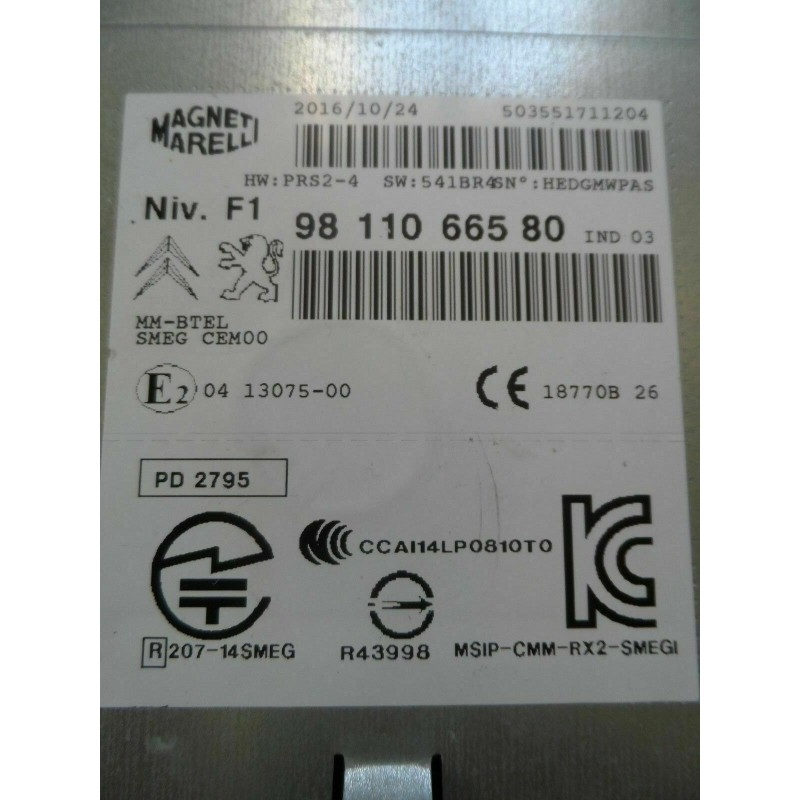 MAGNETI
MARELLI
2016/10/24 503551711204
HW:PRS2-4 SW:541BR4SN°:HEDGMWPAS
Niv. F1
98 110 665 80 IND 03
MM-BTEL
SMEG CEM00
E2 04 13075-00
CE 18770B 26
PD 2795
CCAI14LP0810T0
R 207-14SMEG
R43998
MSIP-CMM-RX2-SMEGI